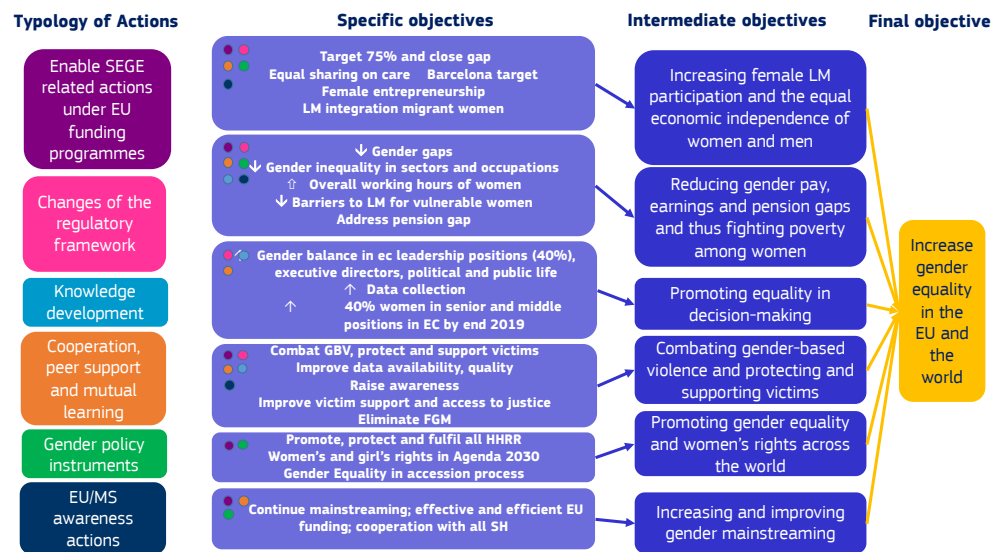 Typology of Actions
Specific objectives
Intermediate objectives
Final objective
Enable SEGE
related actions
under EU
funding
programmes
Changes of the
regulatory
framework
Knowledge
development
Cooperation,
peer support
and mutual
learning
Gender policy
instruments
EU/MS
awareness
actions
Target 75% and close gap
Equal sharing on care Barcelona target
Female entrepreneurship
LM integration migrant women
↓ Gender gaps
↓ Gender inequality in sectors and occupations
⇧ Overall working hours of women
↓ Barriers to LM for vulnerable women
Address pension gap
Gender balance in ec leadership positions (40%),
executive directors, political and public life
↑ Data collection
↑ 40% women in senior and middle
positions in EC by end 2019
Combat GBV, protect and support victims
Improve data availability, quality
Raise awareness
Improve victim support and access to justice
Eliminate FGM
Promote, protect and fulfil all HHRR
Women's and girl's rights in Agenda 2030
Gender Equality in accession process
Continue mainstreaming; effective and efficient EU
funding; cooperation with all SH
Increasing female LM
participation and the equal
economic independence of
women and men
Reducing gender pay,
earnings and pension gaps
and thus fighting poverty
among women
Promoting equality in
decision-making
Combating gender-based
violence and protecting and
supporting victims
Promoting gender equality
and women's rights across
the world
Increasing and improving
gender mainstreaming
Increase
gender
equality
in the
EU and
the
world